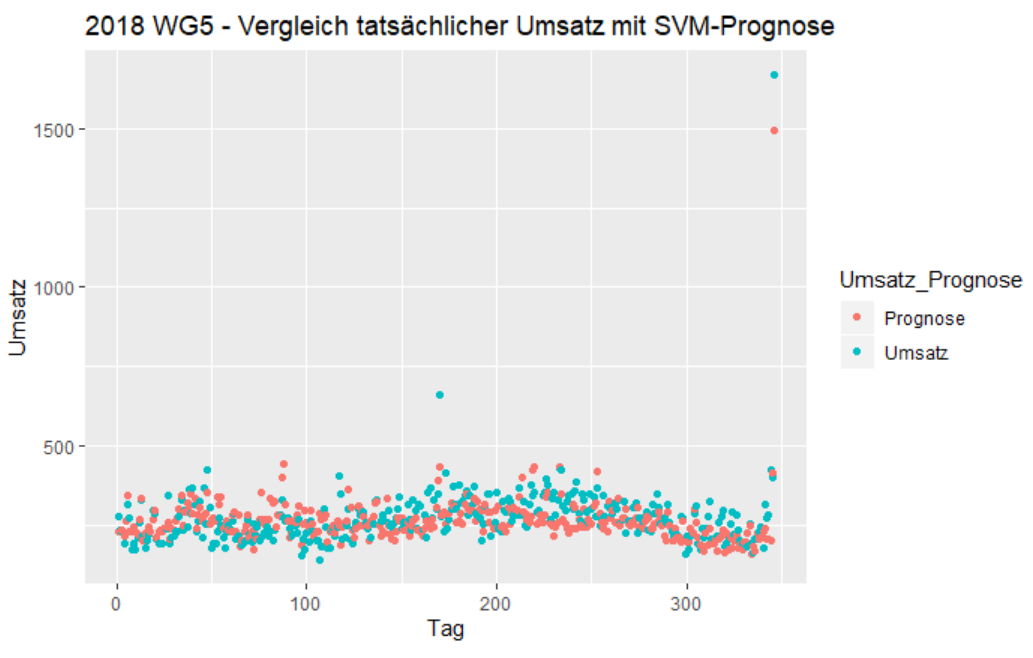 2018 WG5 - Vergleich tatsächlicher Umsatz mit SVM-Prognose
1500
1000
500
Umsatz
0 100 200 300
Tag
Umsatz_Prognose
Prognose
Umsatz